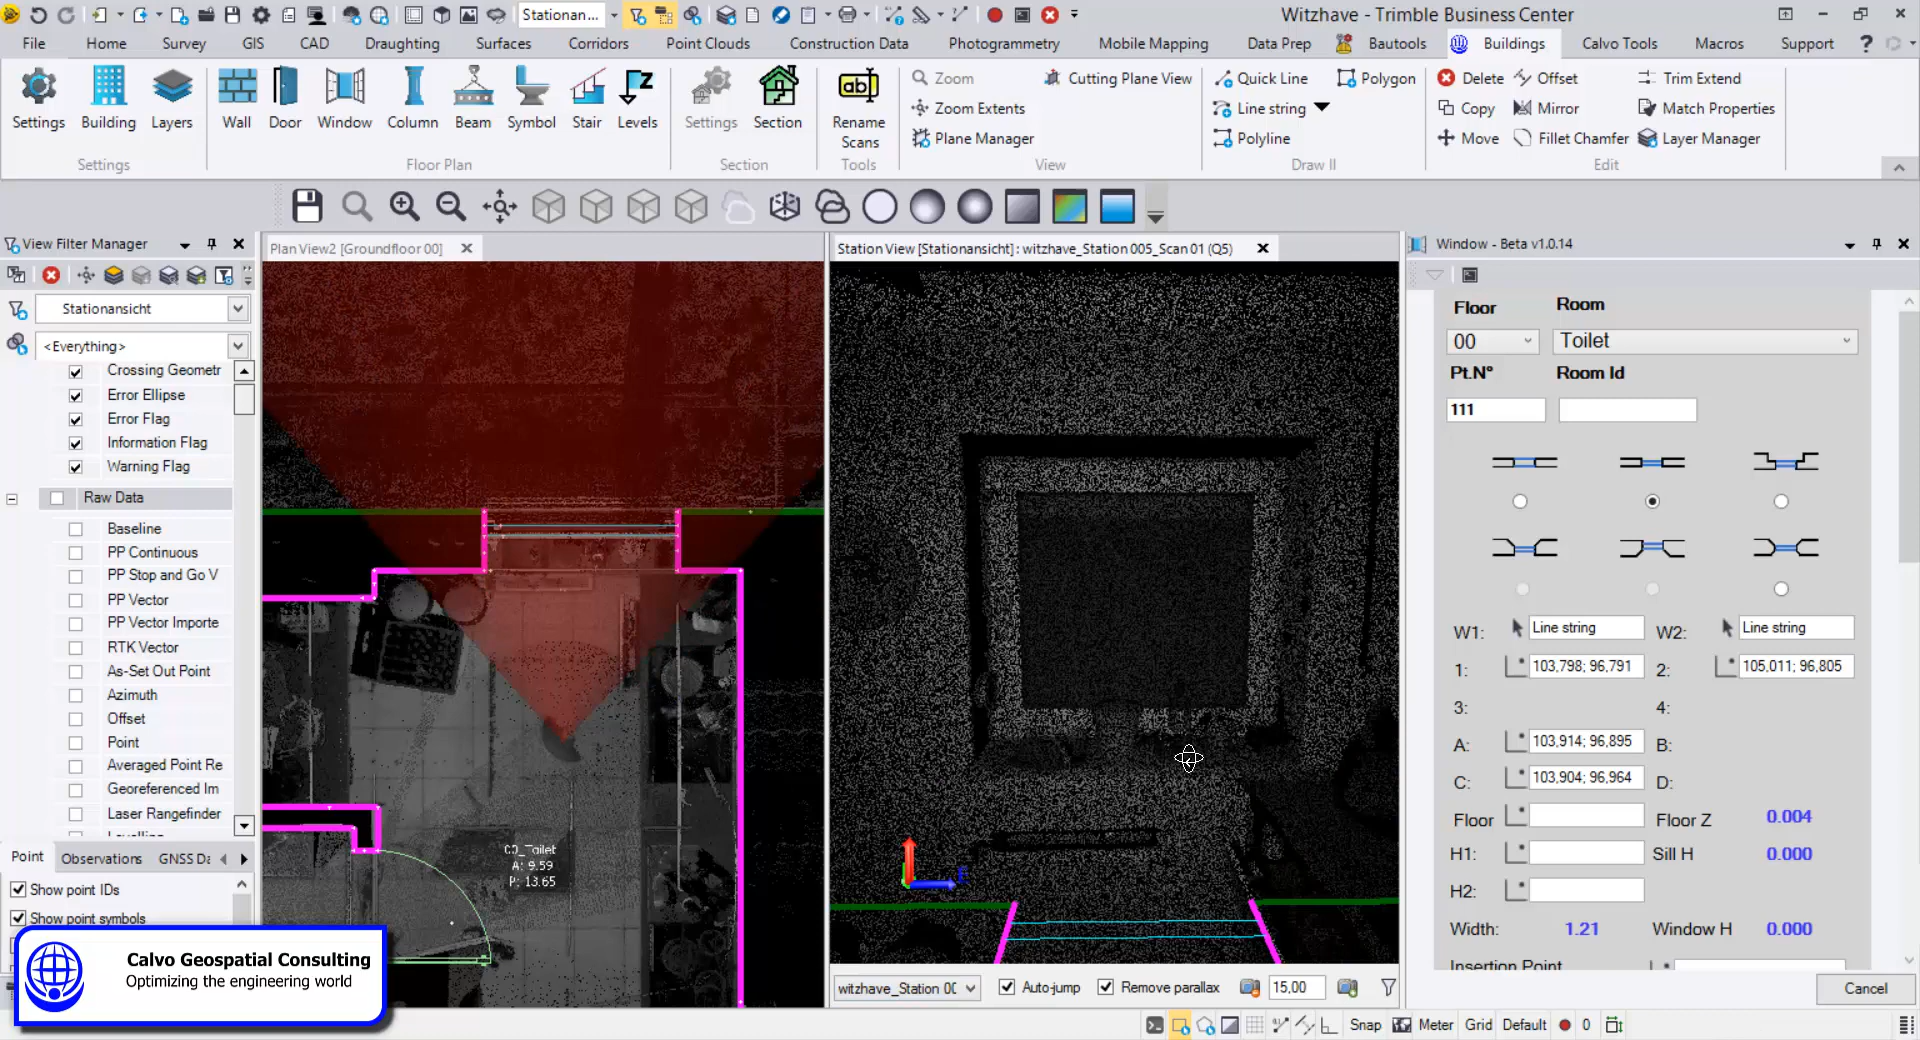 Stationan...
Witzhave - Trimble Business Center
File Home Survey GIS CAD Draughting Surfaces Corridors Point Clouds Construction Data Photogrammetry Mobile Mapping Data Prep Bautools Buildings Calvo Tools Macros Support
Settings Building Layers
Settings
Wall Door Window Column Beam Symbol Stair Levels
Floor Plan
Settings Section
Section
abl
Rename Scans
Tools
Zoom
Zoom Extents
Plane Manager
Cutting Plane View
View
Quick Line
Line string
Polyline
Polygon
Draw II
Delete Offset Trim Extend
Copy Mirror Match Properties
Move Fillet Chamfer Layer Manager
Edit
View Filter Manager
Stationansicht
<Everything>
Crossing Geometr
Error Ellipse
Error Flag
Information Flag
Warning Flag
Raw Data
Baseline
PP Continuous
PP Stop and Go V
PP Vector
PP Vector Importe
RTK Vector
As-Set Out Point
Azimuth
Offset
Point
Averaged Point Re
Georeferenced Im
Laser Rangefinder
Point Observations GNSS Da
Show point IDs
Show point symbols
Calvo Geospatial Consulting
Optimizing the engineering world
Plan View2 [Groundfloor 00]
A: 9.59
P: 13.65
Station View [Stationansicht] : witzhave_Station 005_Scan 01 (Q5)
E
witzhave_Station 00
Auto-jump
Remove parallax
15,00
Window - Beta v1.0.14
Floor Room
00 Toilet
Pt.Nº Room Id
111
W1: Line string W2: Line string
1: 103,798; 96,791 2: 105,011; 96,805
3: 4:
A: 103,914; 96,895 B:
C: 103,904; 96,964 D:
Floor Floor Z 0.004
H1: Sill H 0.000
H2:
Width: 1.21 Window H 0.000
Insertion Point
Cancel
Snap Meter Grid Default 0